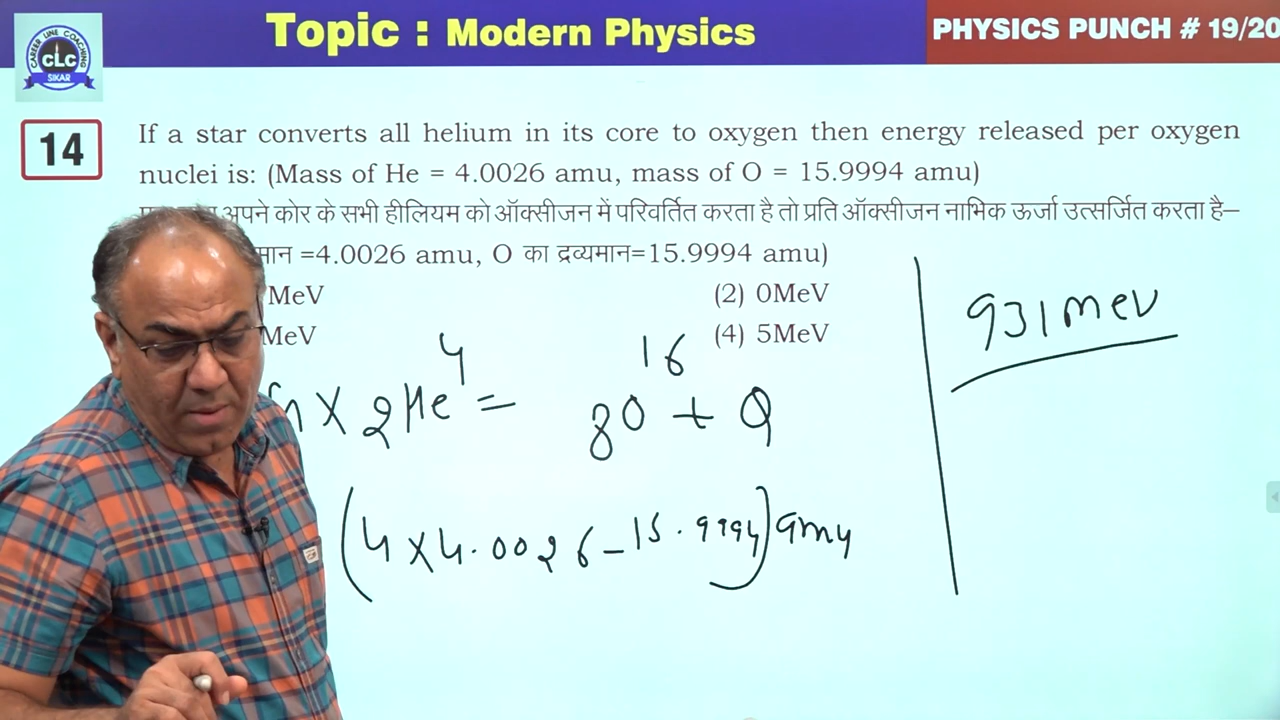 Topic : Modern Physics
PHYSICS PUNCH # 19/20
CAREER LINE COACHING
CLC
SIKAR
14
If a star converts all helium in its core to oxygen then energy released per oxygen
nuclei is: (Mass of He = 4.0026 amu, mass of O = 15.9994 amu)
अपने कोर के सभी हीलियम को ऑक्सीजन में परिवर्तित करता है तो प्रति ऑक्सीजन नाभिक ऊर्जा उत्सर्जित करता है–
=4.0026 amu, O का द्रव्यमान=15.9994 amu)
MeV
(2) 0MeV
MeV
(4) 5MeV
931 MeV
X 2He4 = 8O16 + Q
(4 X 4.0026 - 15.9994) amu